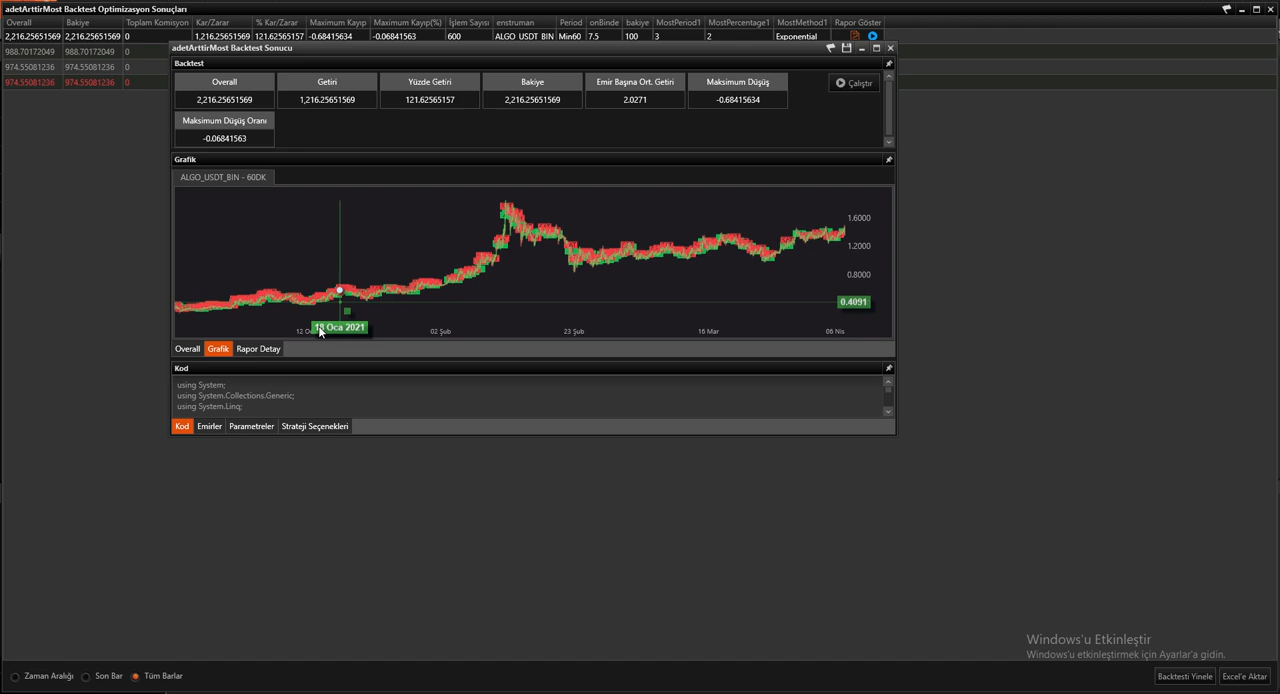 adetArttirMost Backtest Optimizasyon Sonuçları
Overall Bakiye Toplam Komisyon Kar/Zarar % Kar/Zarar Maximum Kayıp Maximum Kayıp(%) İşlem Sayısı enstruman Period onBinde bakiye MostPeriod1 MostPercentage1 MostMethod1 Rapor Göster
2,216.25651569 2,216.25651569 0 1,216.25651569 121.62565157 -0.68415634 -0.06841563 600 ALGO_USDT_BIN Min60 7.5 100 3 2 Exponential
988.70172049 988.70172049 0
974.55081236 974.55081236 0
974.55081236 974.55081236 0
adetArttirMost Backtest Sonucu
Backtest
Overall Getiri Yüzde Getiri Bakiye Emir Başına Ort. Getiri Maksimum Düşüş Çalıştır
2,216.25651569 1,216.25651569 121.62565157 2,216.25651569 2.0271 -0.68415634
Maksimum Düşüş Oranı
-0.06841563
Grafik
ALGO_USDT_BIN - 60DK
1.6000
1.2000
0.8000
0.4091
18 Oca 2021
12 02 Şub 23 Şub 16 Mar 06 Nis
Overall Grafik Rapor Detay
Kod
using System;
using System.Collections.Generic;
using System.Linq;
Kod Emirler Parametreler Strateji Seçenekleri
Windows'u Etkinleştir
Windows'u etkinleştirmek için Ayarlar'a gidin.
Zaman Aralığı Son Bar Tüm Barlar Backtesti Yinele Excel'e Aktar